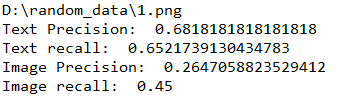 D:\random_data\1.png
Text Precision:  0.6818181818181818
Text recall:  0.6521739130434783
Image Precision:  0.2647058823529412
Image recall:  0.45